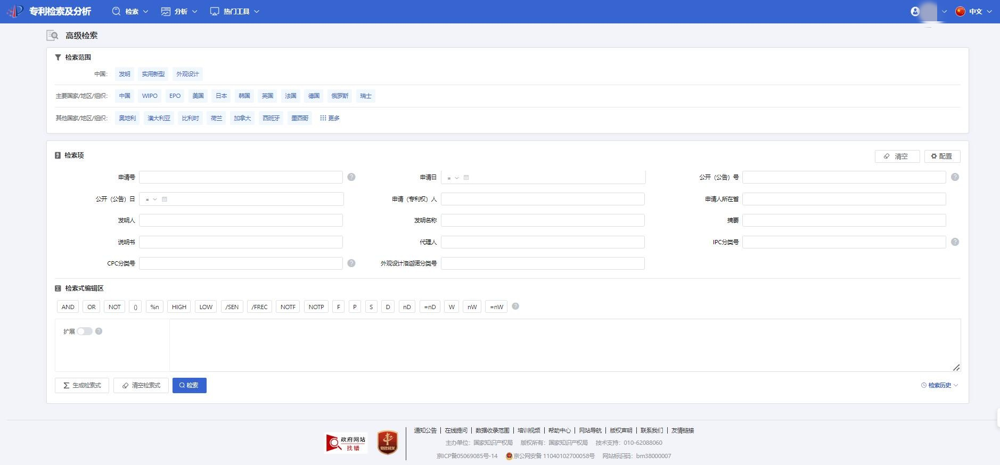 专利检索及分析 检索 分析 热门工具 中文
高级检索
检索范围
中国: 发明 实用新型 外观设计
主要国家/地区/组织: 中国 WIPO EPO 美国 日本 韩国 英国 法国 德国 俄罗斯 瑞士
其他国家/地区/组织: 奥地利 澳大利亚 比利时 荷兰 加拿大 西班牙 墨西哥 更多
检索项 清空 配置
申请号 ? 申请日 = 公开（公告）号 ?
公开（公告）日 = 申请（专利权）人 申请人所在省
发明人 发明名称 摘要
说明书 代理人 IPC分类号 ?
CPC分类号 ? 外观设计洛迦诺分类号
检索式编辑区
AND OR NOT () %n HIGH LOW /SEN /FREC NOTF NOTP F P S D nD =nD W nW =nW ?
扩展 ?
生成检索式 清空检索式 检索 检索历史
政府网站 找错
党政机关
通知公告 | 在线提问 | 数据收录范围 | 培训视频 | 帮助中心 | 网站导航 | 版权声明 | 联系我们 | 友情链接
主办单位：国家知识产权局 版权所有：国家知识产权局 技术支持：010-62088060
京ICP备05069085号-14 京公网安备 11040102700058号 网站标识码：bm38000007